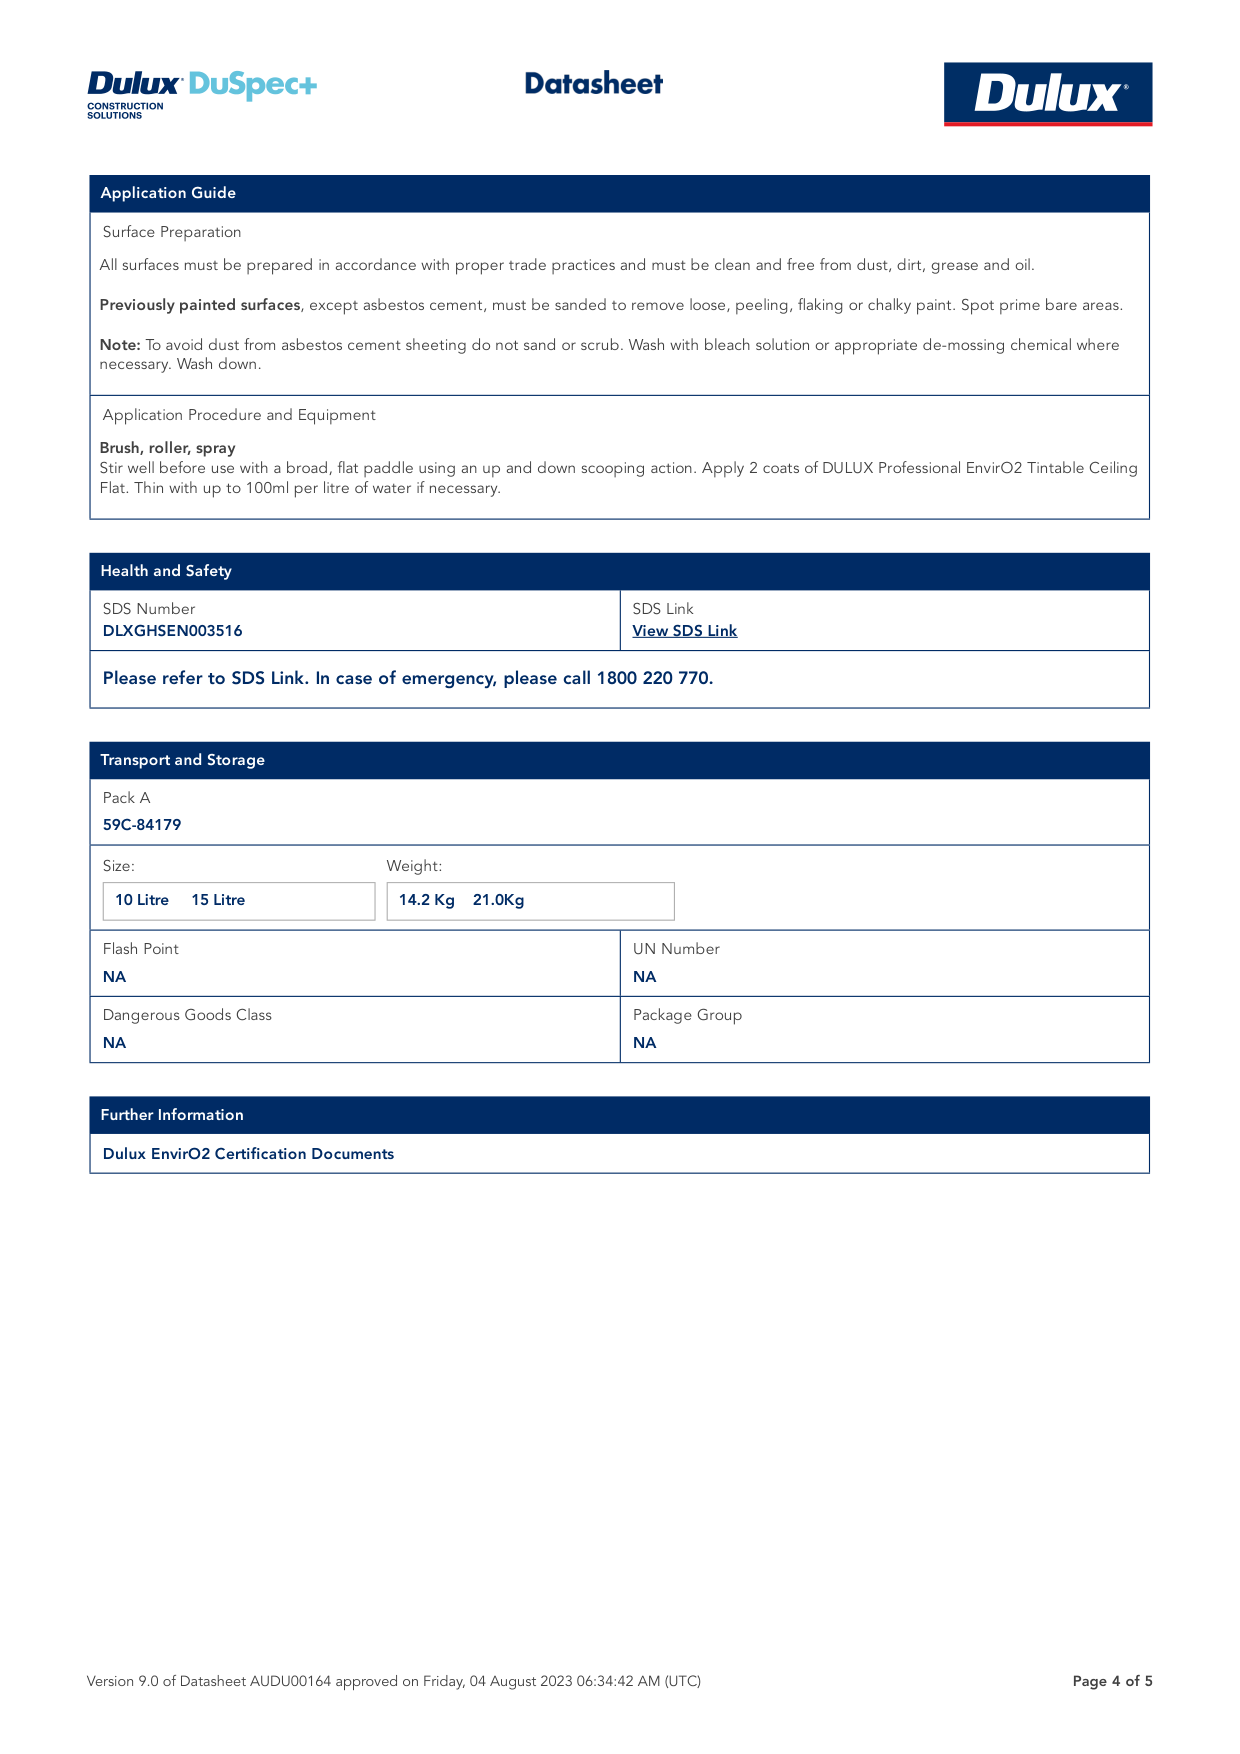 Dulux DuSpec+
CONSTRUCTION
SOLUTIONS
Datasheet
Dulux®
Application Guide
Surface Preparation
All surfaces must be prepared in accordance with proper trade practices and must be clean and free from dust, dirt, grease and oil.
Previously painted surfaces, except asbestos cement, must be sanded to remove loose, peeling, flaking or chalky paint. Spot prime bare areas.
Note: To avoid dust from asbestos cement sheeting do not sand or scrub. Wash with bleach solution or appropriate de-mossing chemical where
necessary. Wash down.
Application Procedure and Equipment
Brush, roller, spray
Stir well before use with a broad, flat paddle using an up and down scooping action. Apply 2 coats of DULUX Professional EnvirO2 Tintable Ceiling
Flat. Thin with up to 100ml per litre of water if necessary.
Health and Safety
SDS Number
DLXGHSEN003516
SDS Link
View SDS Link
Please refer to SDS Link. In case of emergency, please call 1800 220 770.
Transport and Storage
Pack A
59C-84179
Size: Weight:
10 Litre 15 Litre 14.2 Kg 21.0Kg
Flash Point
NA
UN Number
NA
Dangerous Goods Class
NA
Package Group
NA
Further Information
Dulux EnvirO2 Certification Documents
Version 9.0 of Datasheet AUDU00164 approved on Friday, 04 August 2023 06:34:42 AM (UTC) Page 4 of 5